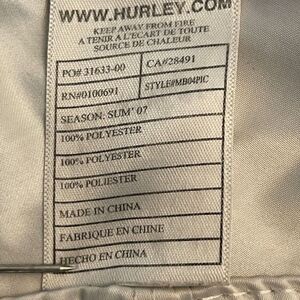 WWW.HURLEY.COM
KEEP AWAY FROM FIRE
A TENIR A L'ECART DE TOUTE
SOURCE DE CHALEUR
PO# 31633-00 CA#28491
RN#0100691 STYLE#MB04PIC
SEASON: SUM' 07
100% POLYESTER
100% POLYESTER
100% POLIESTER
MADE IN CHINA
FABRIQUE EN CHINE
HECHO EN CHINA